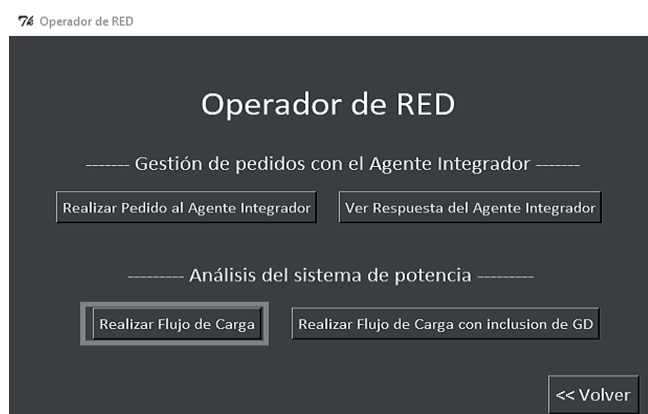 Operador de RED
Operador de RED
------- Gestión de pedidos con el Agente Integrador -------
Realizar Pedido al Agente Integrador Ver Respuesta del Agente Integrador
--------- Análisis del sistema de potencia ---------
Realizar Flujo de Carga Realizar Flujo de Carga con inclusion de GD
<< Volver